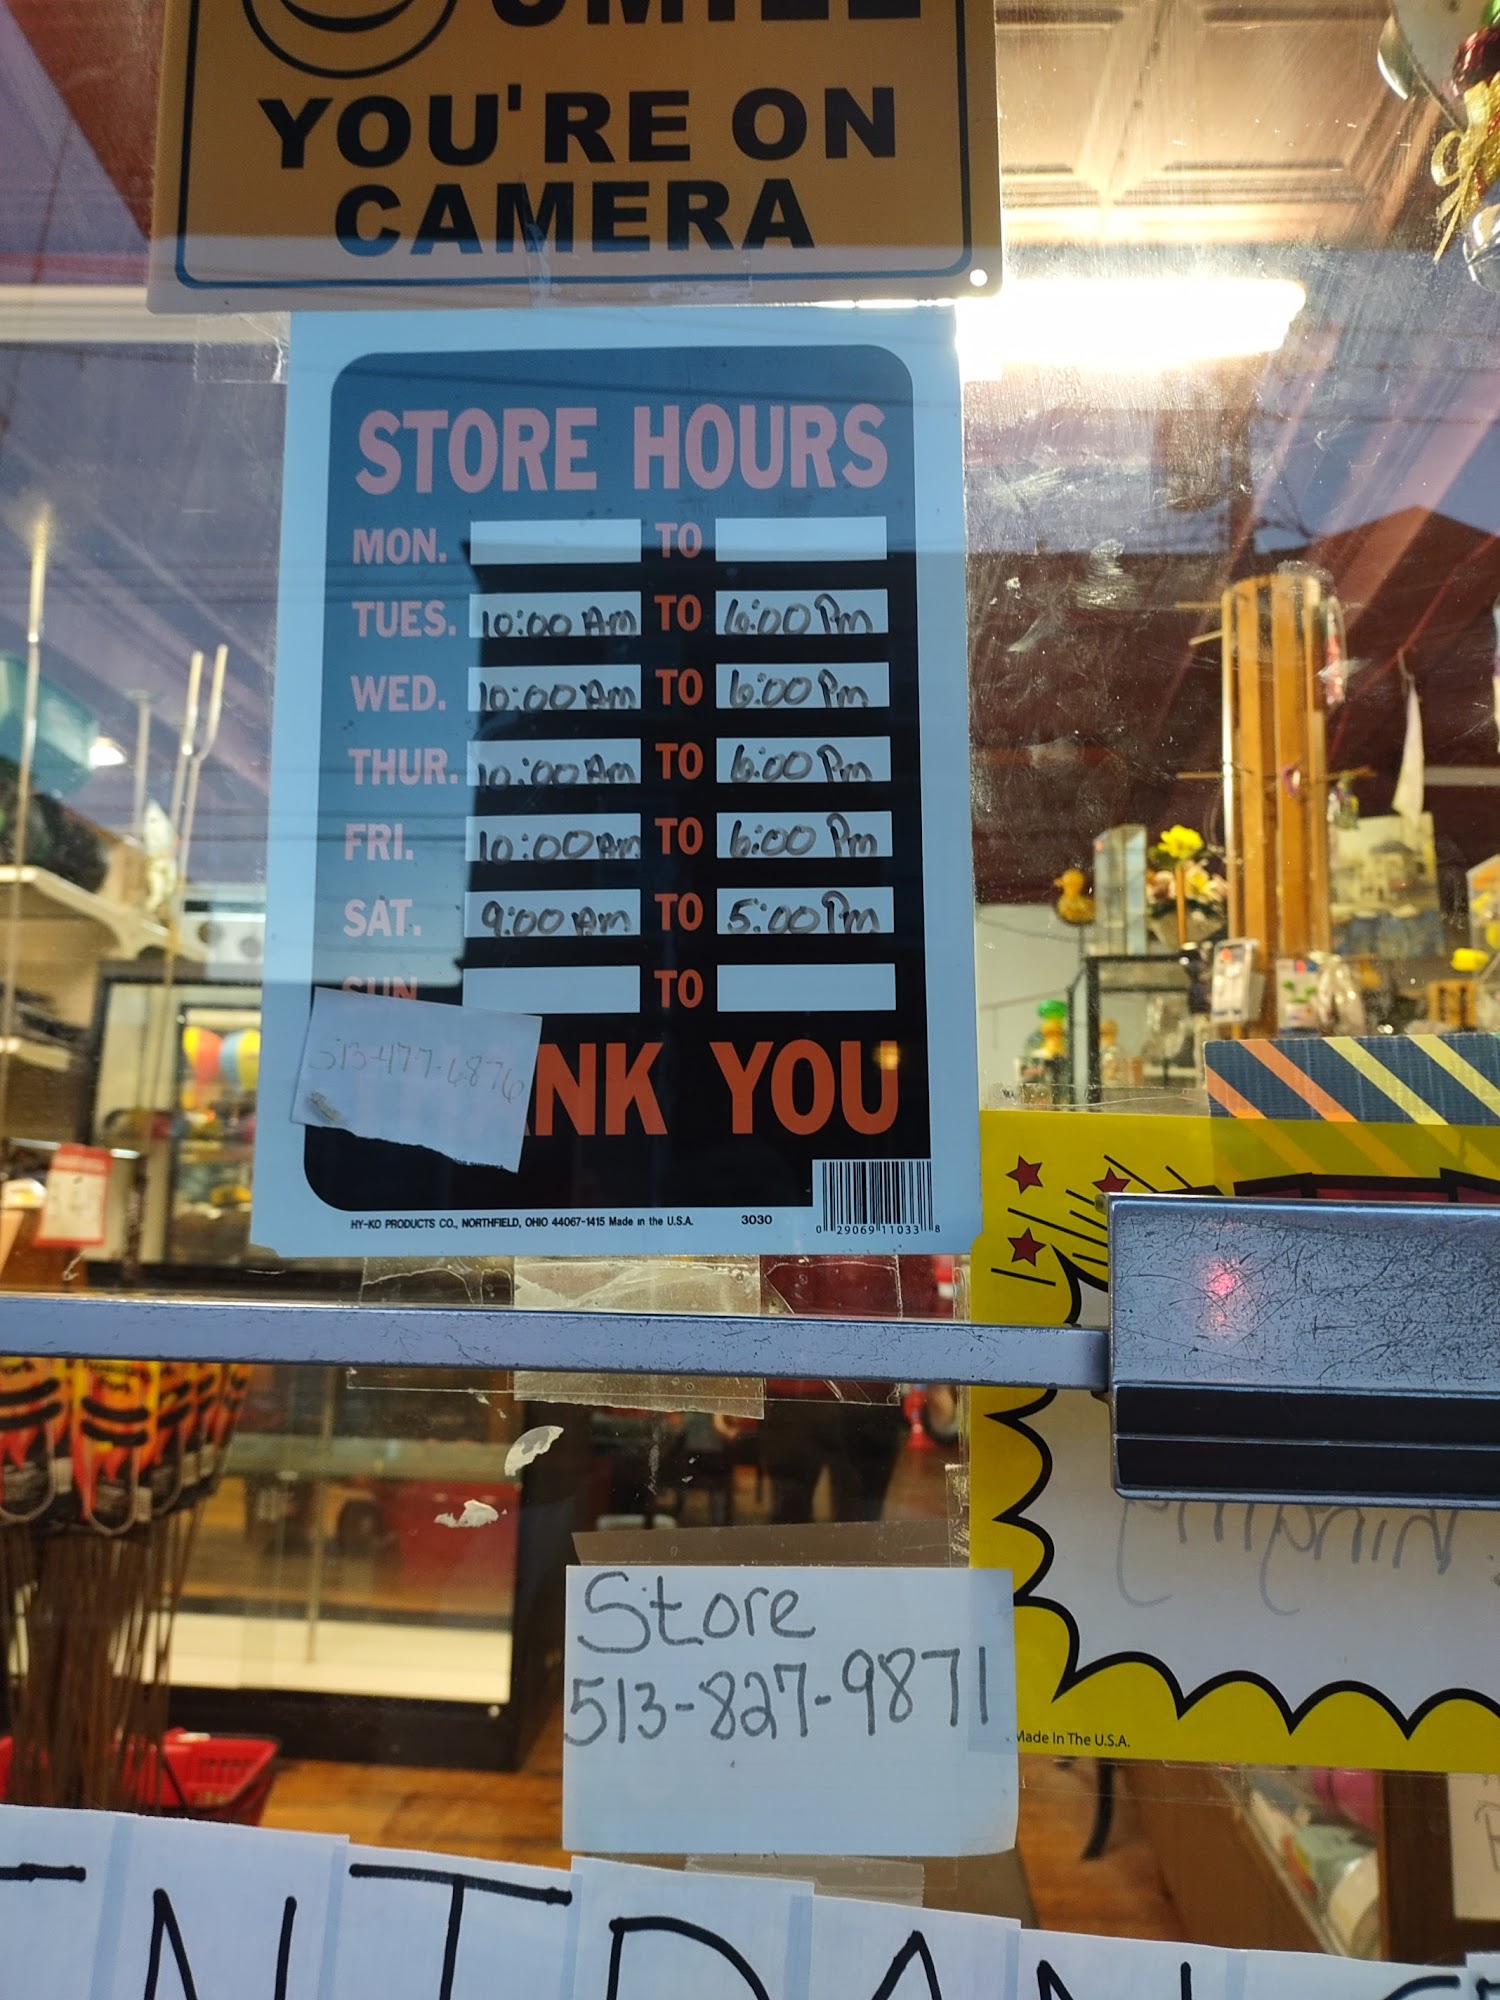 YOU'RE ON
CAMERA
STORE HOURS
MON. TO
TUES. 10:00 Am TO 6:00 Pm
WED. 10:00 Am TO 6:00 Pm
THUR. 10:00 Am TO 6:00 Pm
FRI. 10:00 Am TO 6:00 Pm
SAT. 9:00 Am TO 5:00 Pm
SUN TO
513-477-6876
YOU
HY-KO PRODUCTS CO., NORTHFIELD, OHIO 44067-1415 Made in the U.S.A. 3030
0 29069 11033 8
Store
513-827-9871
Made In The U.S.A.